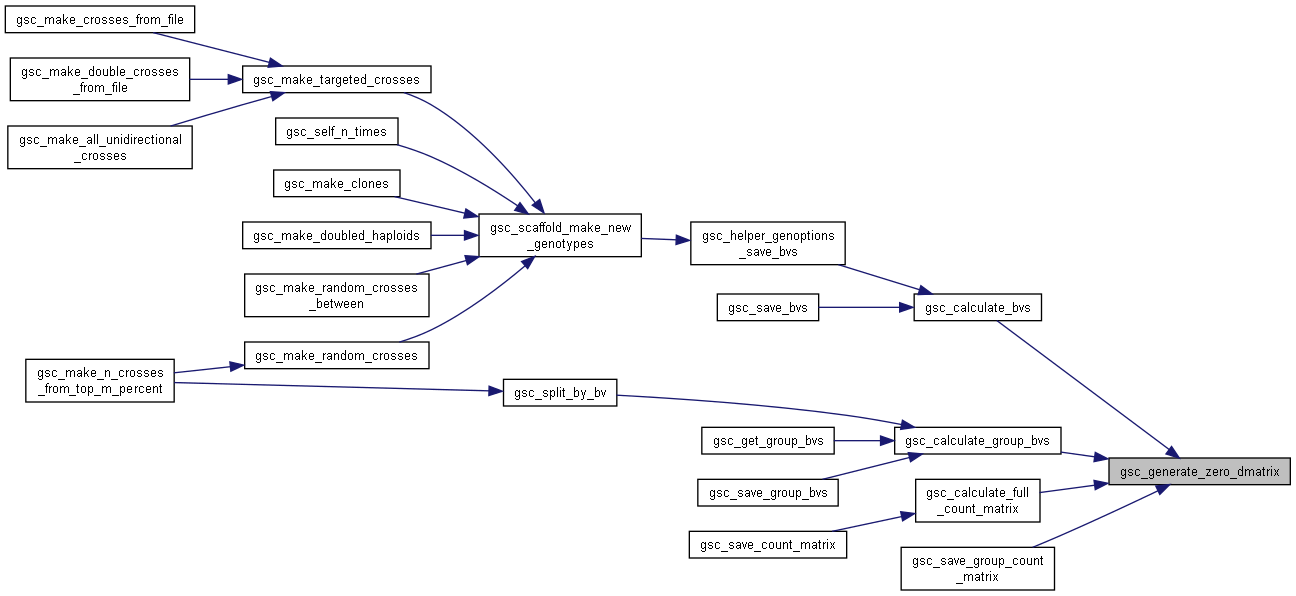 gsc_make_crosses_from_file
gsc_make_double_crosses
_from_file
gsc_make_targeted_crosses
gsc_make_all_unidirectional
_crosses
gsc_self_n_times
gsc_make_clones
gsc_make_doubled_haploids
gsc_scaffold_make_new
_genotypes
gsc_helper_genoptions
_save_bvs
gsc_make_random_crosses
_between
gsc_save_bvs
gsc_calculate_bvs
gsc_make_random_crosses
gsc_make_n_crosses
_from_top_m_percent
gsc_split_by_bv
gsc_get_group_bvs
gsc_calculate_group_bvs
gsc_generate_zero_dmatrix
gsc_save_group_bvs
gsc_calculate_full
_count_matrix
gsc_save_count_matrix
gsc_save_group_count
_matrix